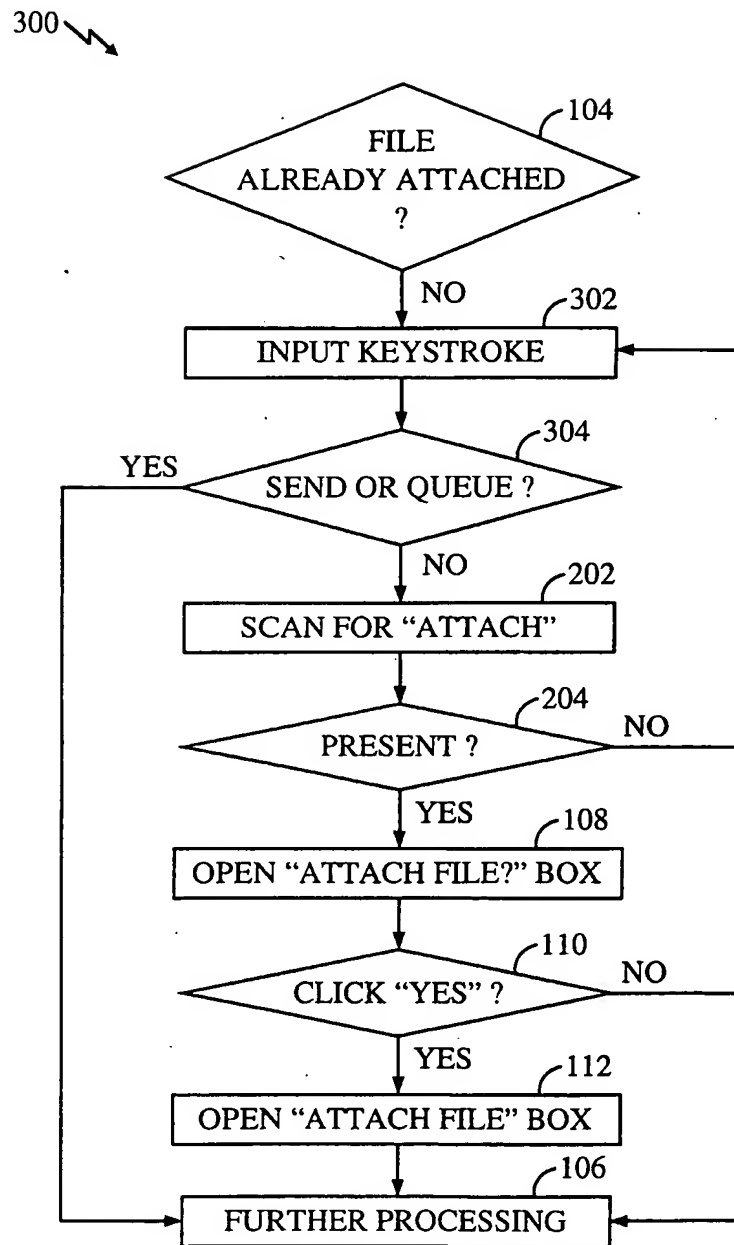 300
104
FILE
ALREADY ATTACHED
?
NO
302
INPUT KEYSTROKE
304
YES
SEND OR QUEUE ?
NO
202
SCAN FOR “ATTACH”
204
NO
PRESENT ?
YES
108
OPEN “ATTACH FILE?” BOX
110
NO
CLICK “YES” ?
YES
112
OPEN “ATTACH FILE” BOX
106
FURTHER PROCESSING